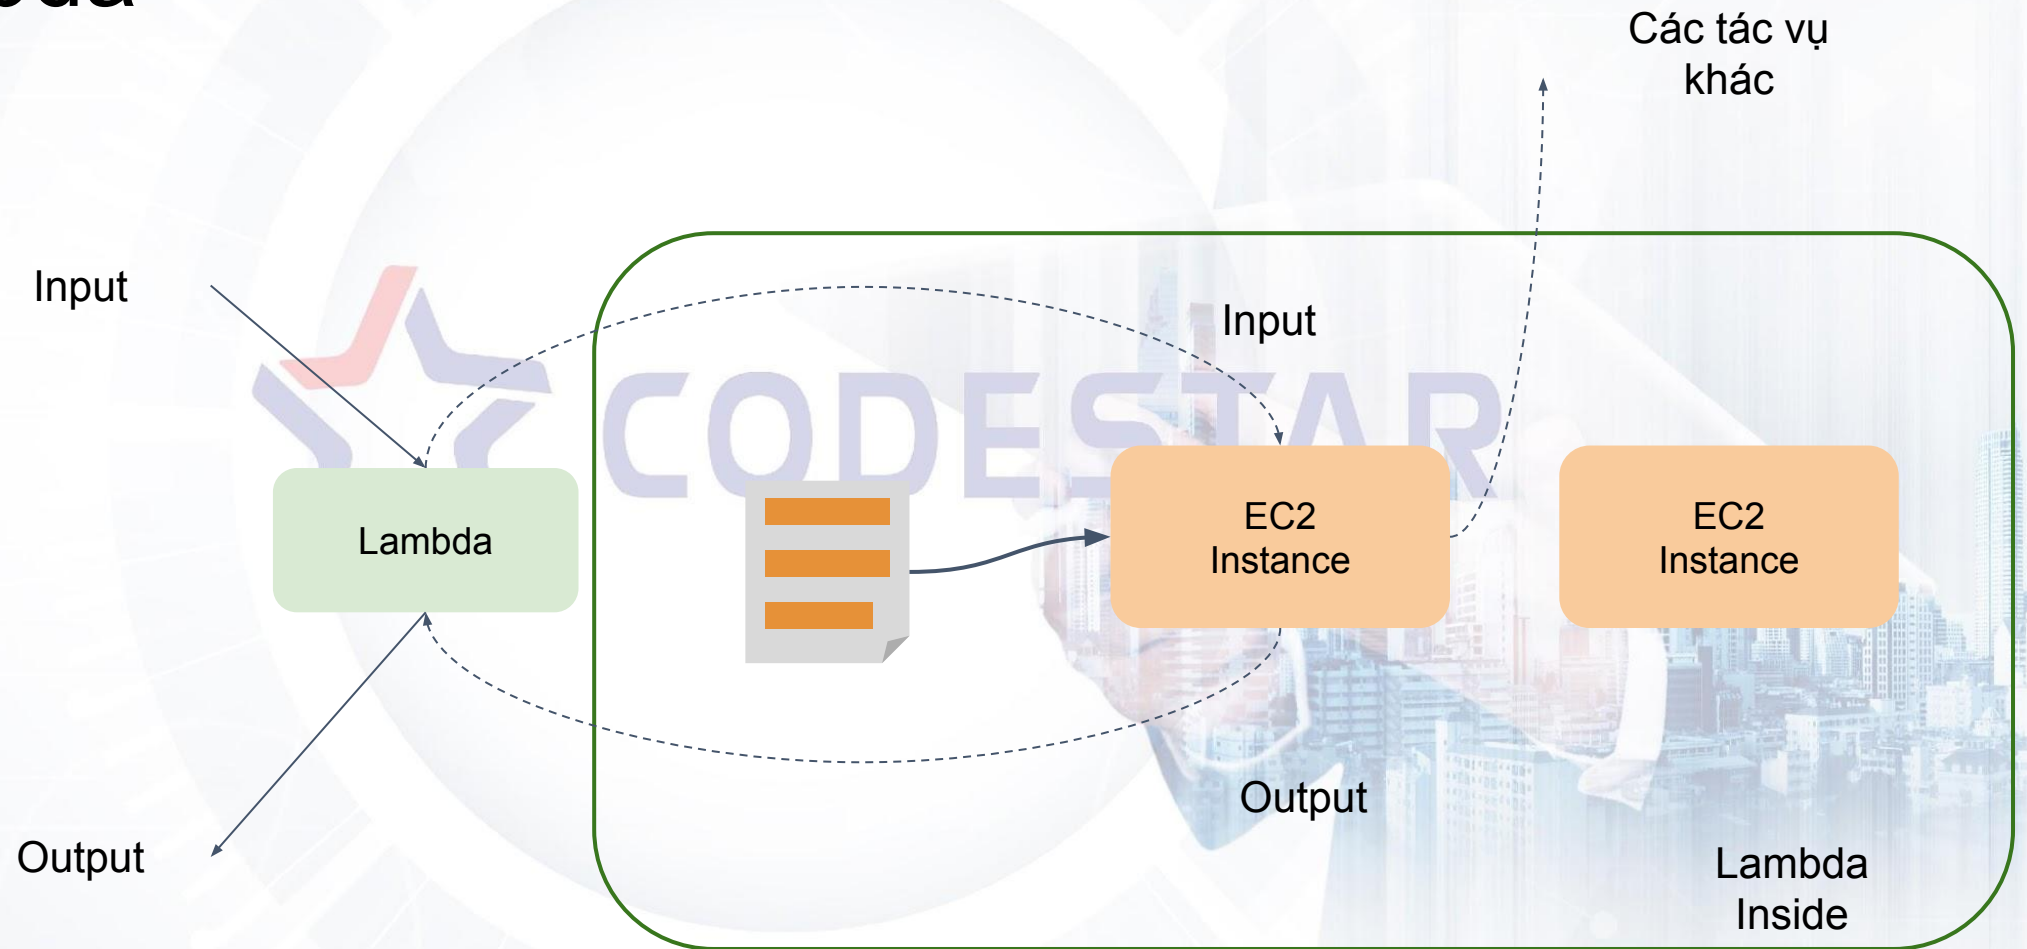 Các tác vụ
khác
Input
Input
CODESTAR
Lambda
EC2
Instance
EC2
Instance
Output
Output
Lambda
Inside